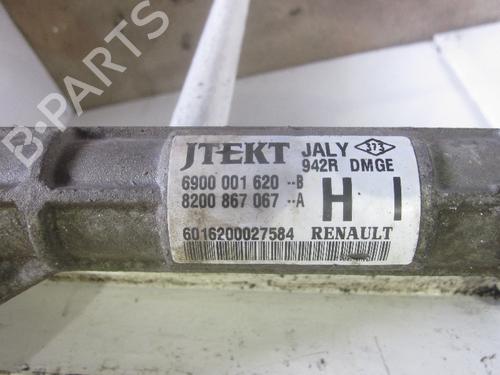 JTEKT JALY 373
942R DMGE
6900 001 620 --B
8200 867 067 --A
H I
6016200027584 RENAULT
B-PARTS